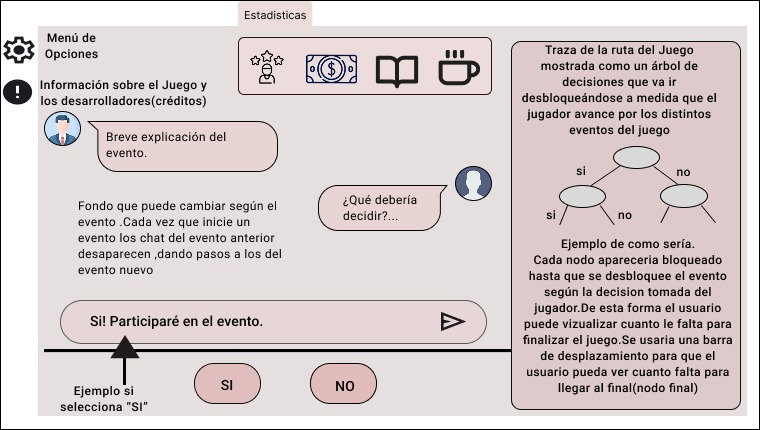 Estadisticas
Menú de
Opciones
Información sobre el Juego y
los desarrolladores(créditos)
Breve explicación del
evento.
¿Qué debería
decidir?...
Fondo que puede cambiar según el
evento .Cada vez que inicie un
evento los chat del evento anterior
desaparecen ,dando pasos a los del
evento nuevo
Si! Participaré en el evento.
Ejemplo si
selecciona “SI”
SI
NO
Traza de la ruta del Juego
mostrada como un árbol de
decisiones que va ir
desbloqueándose a medida que el
jugador avance por los distintos
eventos del juego
si
no
si
no
Ejemplo de como sería.
Cada nodo apareceria bloqueado
hasta que se desbloquee el evento
según la decision tomada del
jugador.De esta forma el usuario
puede vizualizar cuanto le falta para
finalizar el juego.Se usaria una barra
de desplazamiento para que el
usuario pueda ver cuanto falta para
llegar al final(nodo final)